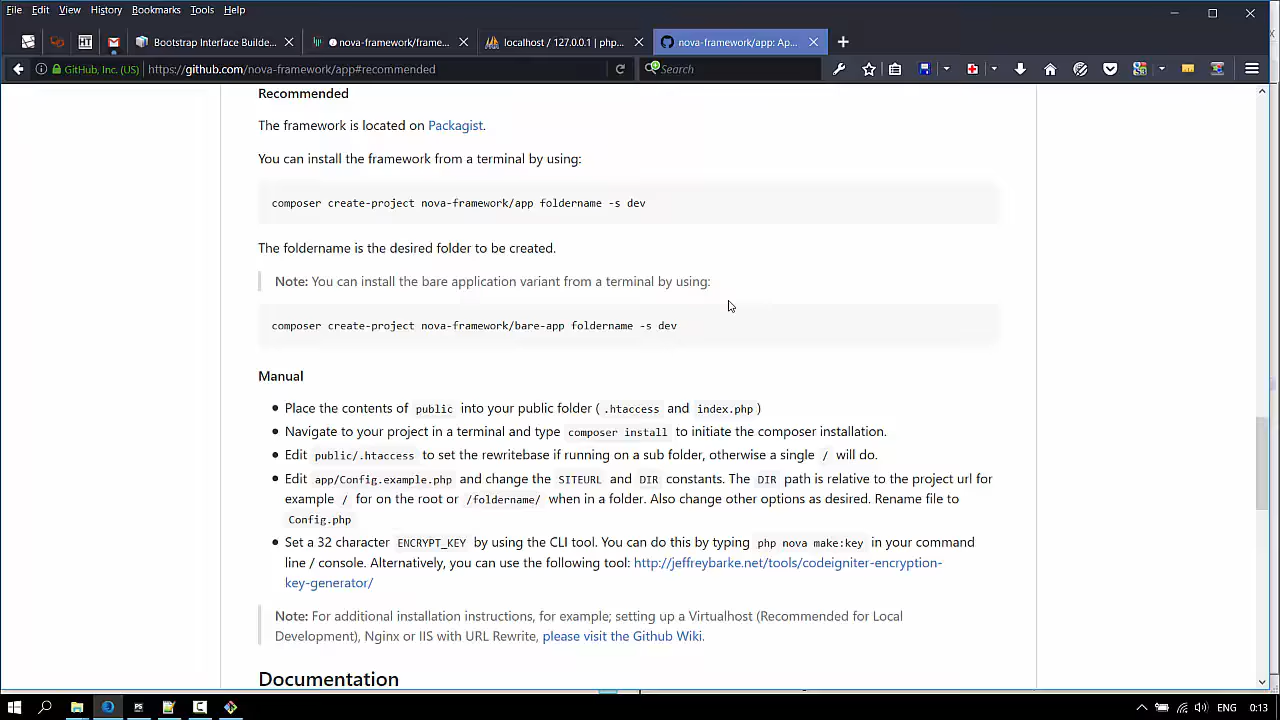 File Edit View History Bookmarks Tools Help
Bootstrap Interface Builde... nova-framework/frame... localhost / 127.0.0.1 | php... nova-framework/app: Ap...
GitHub, Inc. (US) https://github.com/nova-framework/app#recommended Search
Recommended
The framework is located on Packagist.
You can install the framework from a terminal by using:
composer create-project nova-framework/app foldername -s dev
The foldername is the desired folder to be created.
Note: You can install the bare application variant from a terminal by using:
composer create-project nova-framework/bare-app foldername -s dev
Manual
Place the contents of public into your public folder ( .htaccess and index.php )
Navigate to your project in a terminal and type composer install to initiate the composer installation.
Edit public/.htaccess to set the rewritebase if running on a sub folder, otherwise a single / will do.
Edit app/Config.example.php and change the SITEURL and DIR constants. The DIR path is relative to the project url for
example / for on the root or /foldername/ when in a folder. Also change other options as desired. Rename file to
Config.php
Set a 32 character ENCRYPT_KEY by using the CLI tool. You can do this by typing php nova make:key in your command
line / console. Alternatively, you can use the following tool: http://jeffreybarke.net/tools/codeigniter-encryption-
key-generator/
Note: For additional installation instructions, for example; setting up a Virtualhost (Recommended for Local
Development), Nginx or IIS with URL Rewrite, please visit the Github Wiki.
Documentation
ENG 0:13